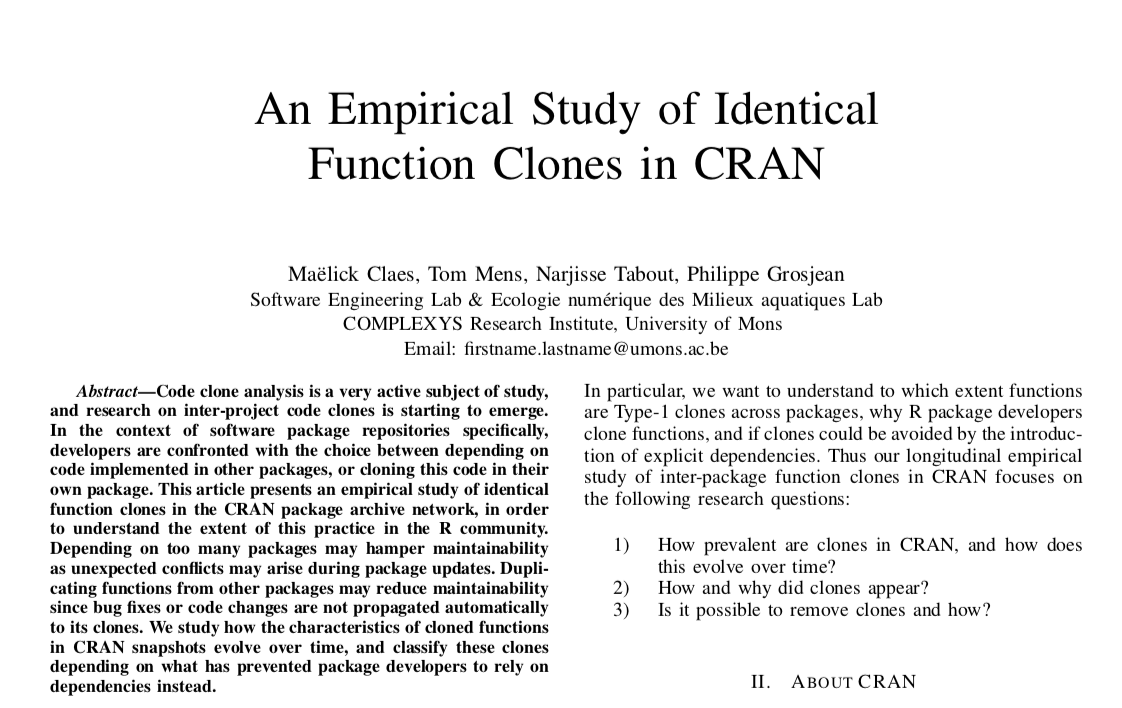 An Empirical Study of Identical
Function Clones in CRAN
Maëlick Claes, Tom Mens, Narjisse Tabout, Philippe Grosjean
Software Engineering Lab & Ecologie numérique des Milieux aquatiques Lab
COMPLEXYS Research Institute, University of Mons
Email: firstname.lastname@umons.ac.be
Abstract—Code clone analysis is a very active subject of study,
and research on inter-project code clones is starting to emerge.
In the context of software package repositories specifically,
developers are confronted with the choice between depending on
code implemented in other packages, or cloning this code in their
own package. This article presents an empirical study of identical
function clones in the CRAN package archive network, in order
to understand the extent of this practice in the R community.
Depending on too many packages may hamper maintainability
as unexpected conflicts may arise during package updates. Dupli-
cating functions from other packages may reduce maintainability
since bug fixes or code changes are not propagated automatically
to its clones. We study how the characteristics of cloned functions
in CRAN snapshots evolve over time, and classify these clones
depending on what has prevented package developers to rely on
dependencies instead.
In particular, we want to understand to which extent functions
are Type-1 clones across packages, why R package developers
clone functions, and if clones could be avoided by the introduc-
tion of explicit dependencies. Thus our longitudinal empirical
study of inter-package function clones in CRAN focuses on
the following research questions:
1) How prevalent are clones in CRAN, and how does
this evolve over time?
2) How and why did clones appear?
3) Is it possible to remove clones and how?
II. ABOUT CRAN